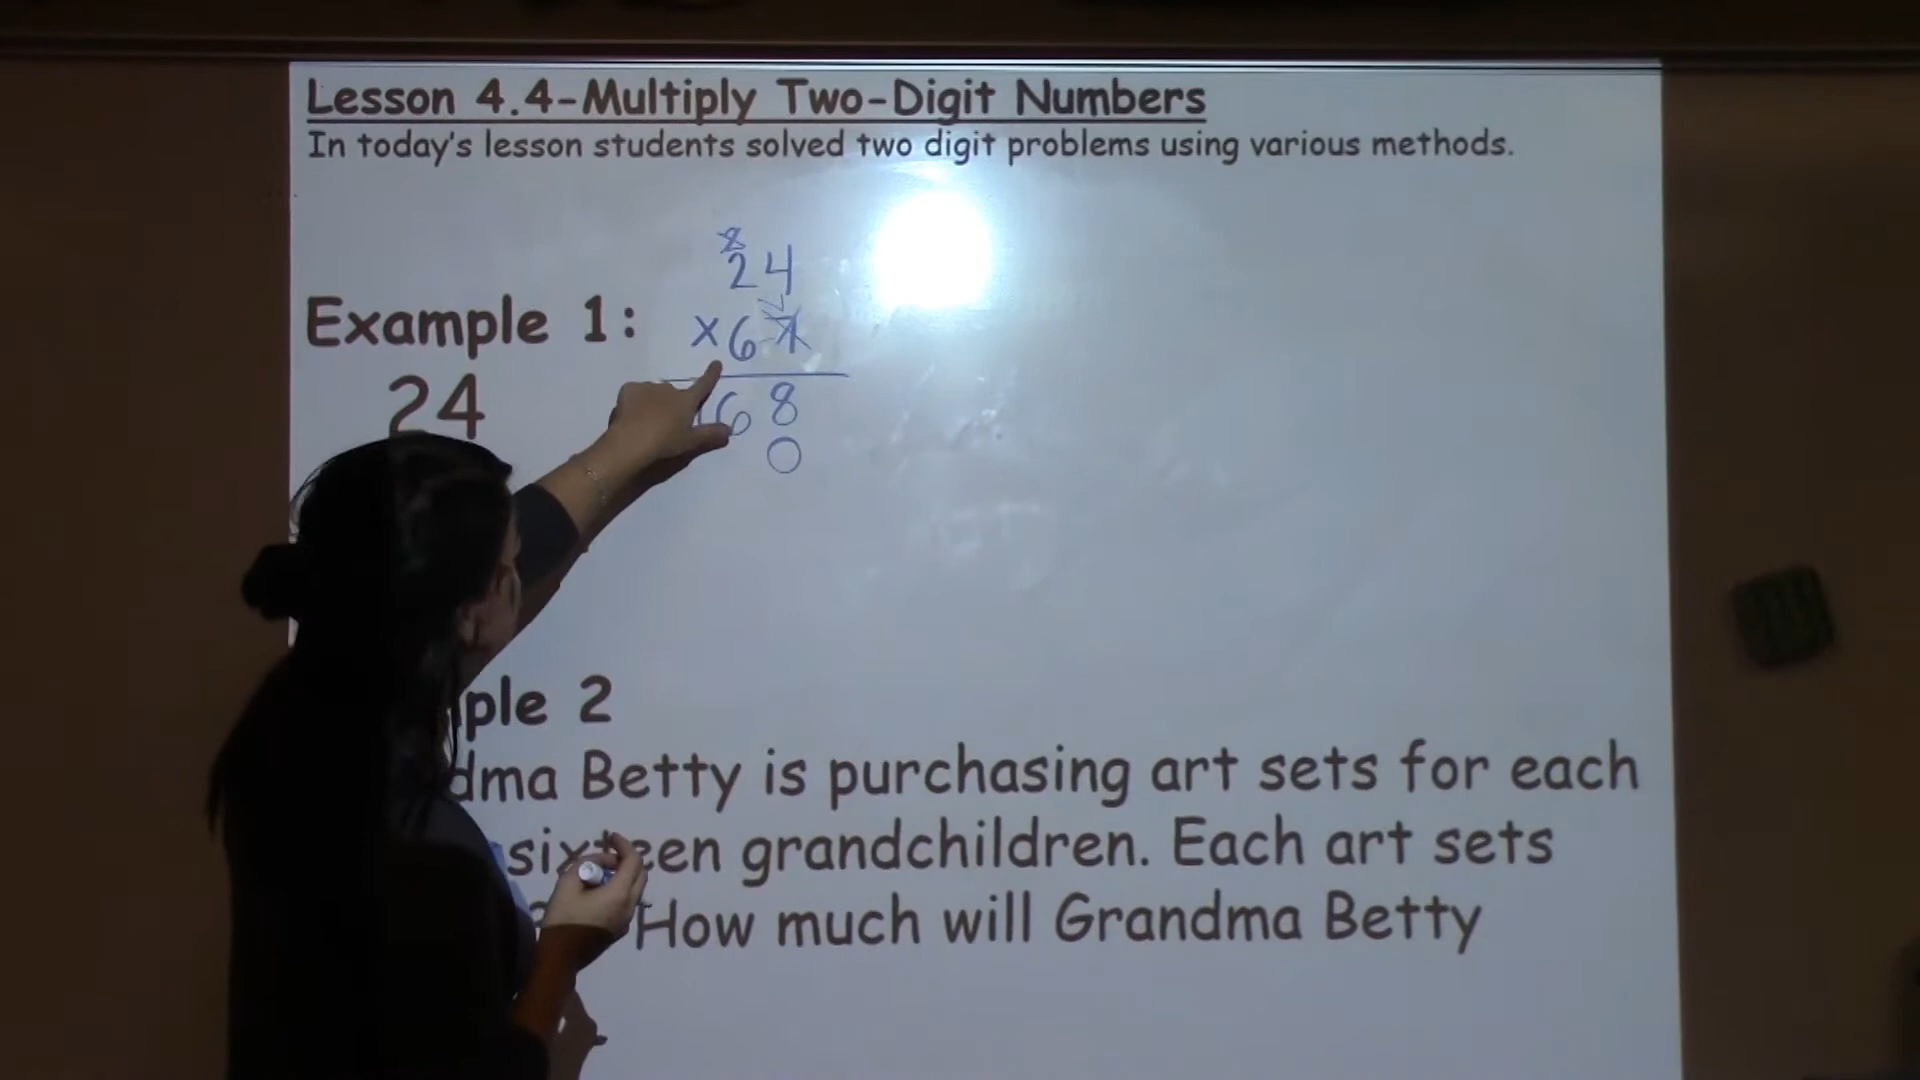 Lesson 4.4-Multiply Two-Digit Numbers
In today's lesson students solved two digit problems using various methods.
24
Example 1:
x6
24
68
0
ple 2
dma Betty is purchasing art sets for each
sixteen grandchildren. Each art sets
How much will Grandma Betty